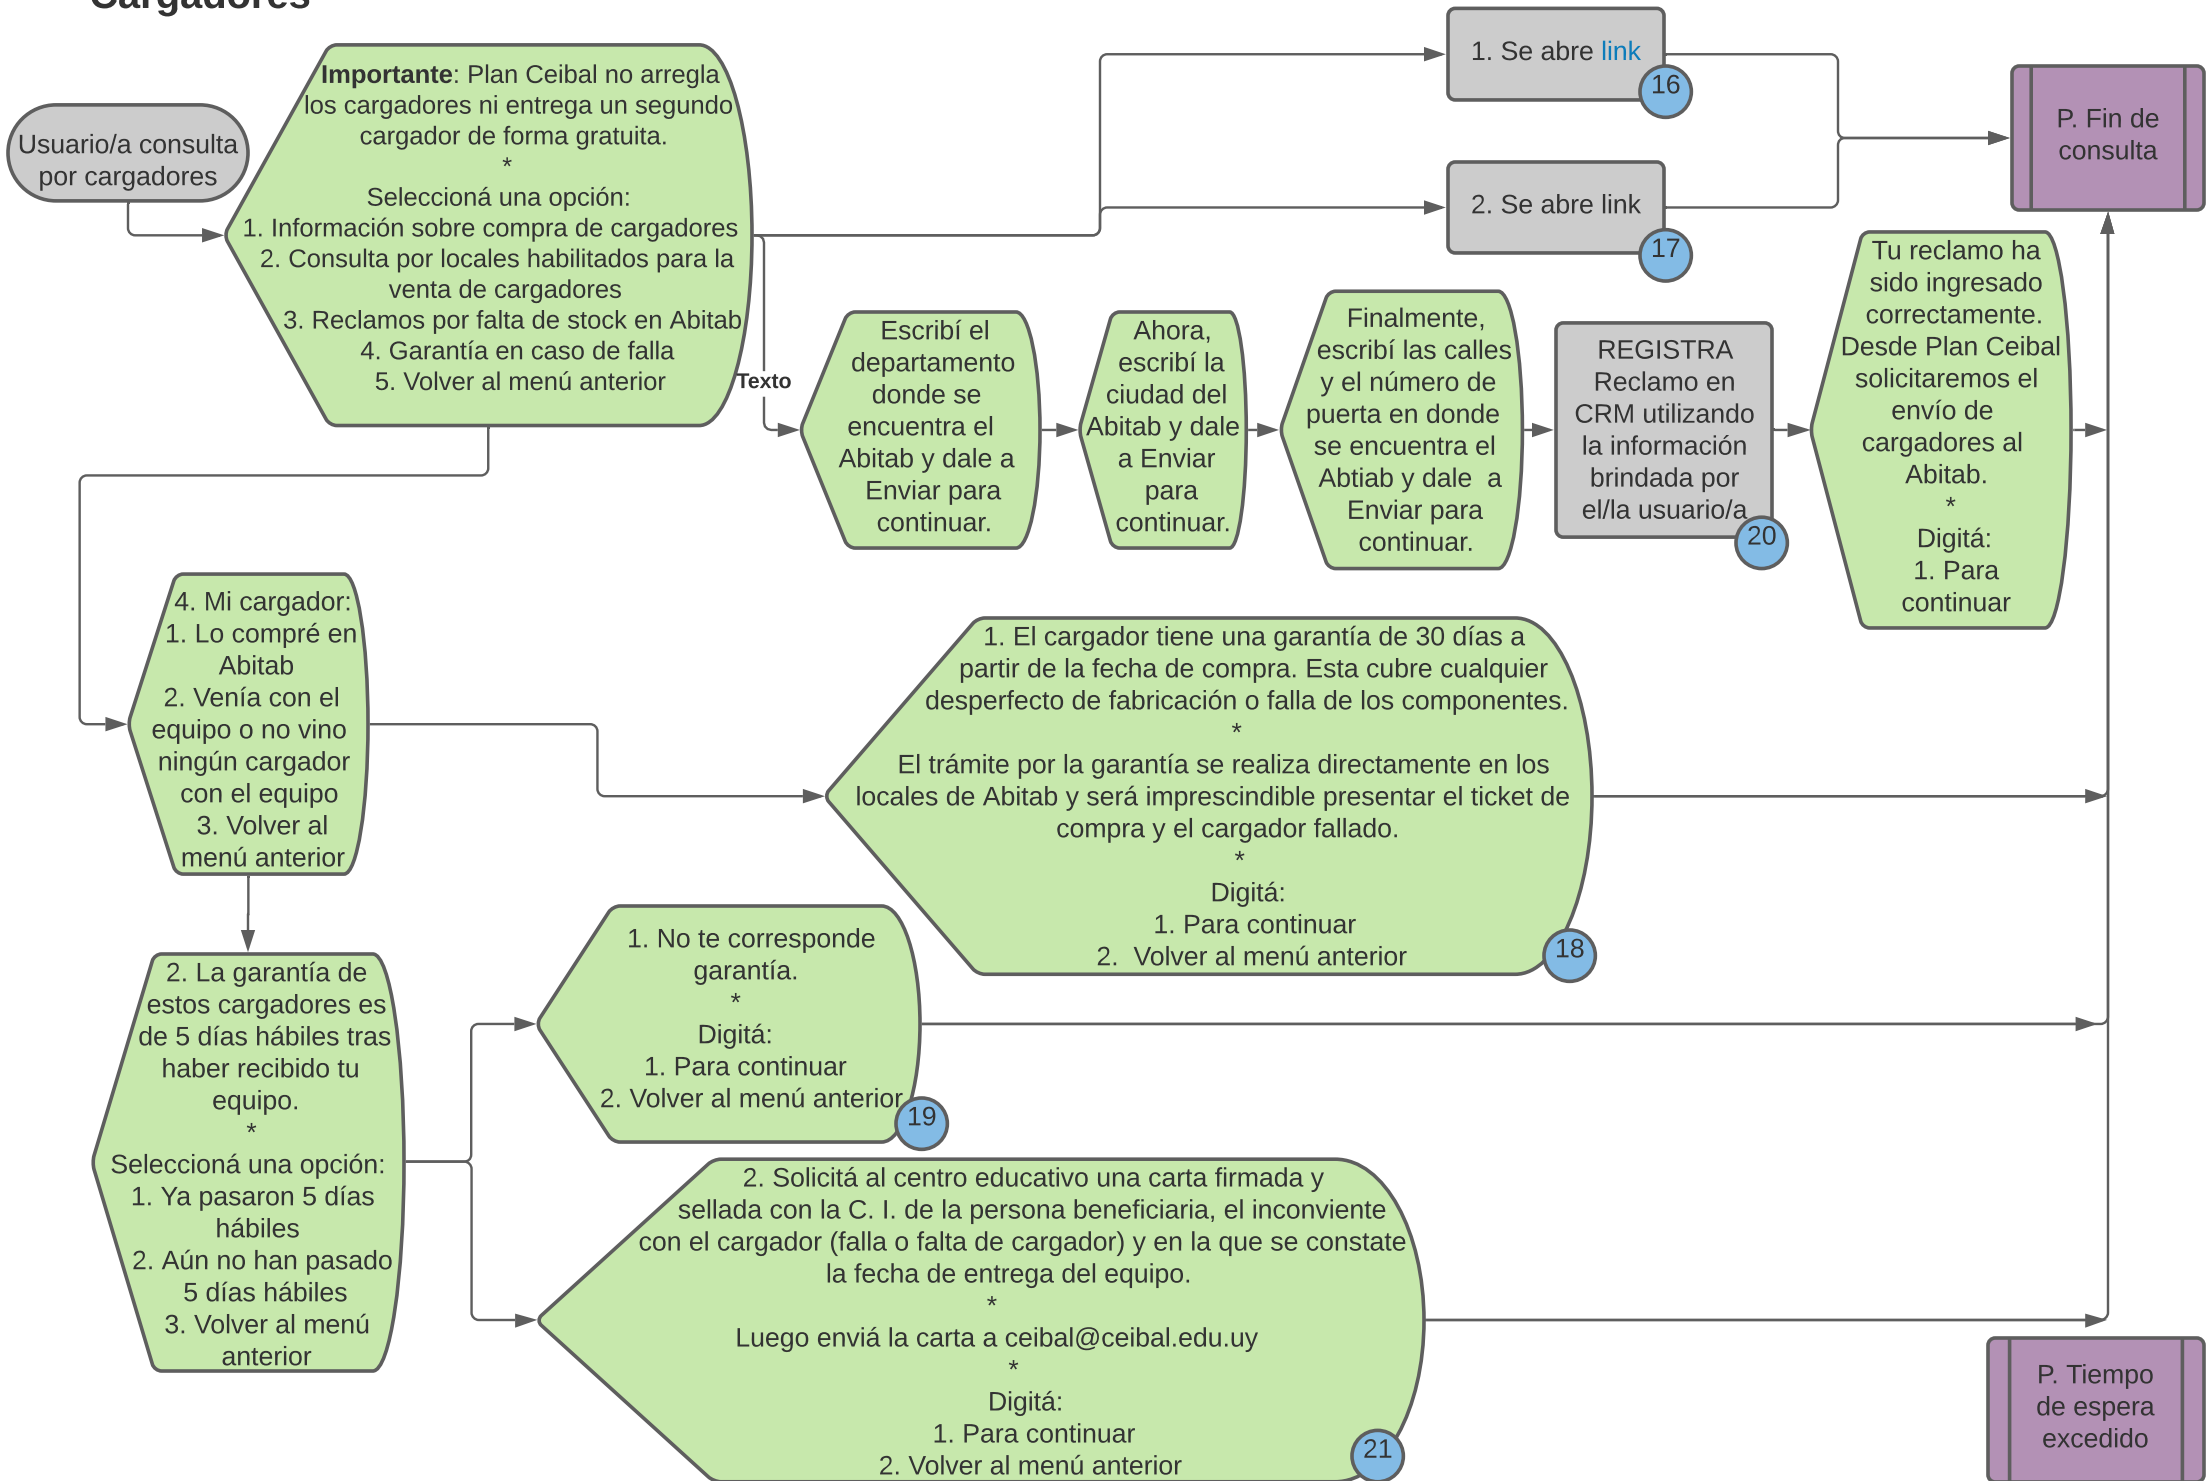 Cargadores
Usuario/a consulta
por cargadores
Importante: Plan Ceibal no arregla
los cargadores ni entrega un segundo
cargador de forma gratuita.
*
Seleccioná una opción:
1. Información sobre compra de cargadores
2. Consulta por locales habilitados para la
venta de cargadores
3. Reclamos por falta de stock en Abitab
4. Garantía en caso de falla
5. Volver al menú anterior
1. Se abre link
16
2. Se abre link
17
P. Fin de
consulta
Texto
Escribí el
departamento
donde se
encuentra el
Abitab y dale a
Enviar para
continuar.
Ahora,
escribí la
ciudad del
Abitab y dale
a Enviar
para
continuar.
Finalmente,
escribí las calles
y el número de
puerta en donde
se encuentra el
Abtiab y dale  a
Enviar para
continuar.
REGISTRA
Reclamo en
CRM utilizando
la información
brindada por
el/la usuario/a
20
Tu reclamo ha
sido ingresado
correctamente.
Desde Plan Ceibal
solicitaremos el
envío de
cargadores al
Abitab.
*
Digitá:
1. Para
continuar
4. Mi cargador:
1. Lo compré en
Abitab
2. Venía con el
equipo o no vino
ningún cargador
con el equipo
3. Volver al
menú anterior
1. El cargador tiene una garantía de 30 días a
partir de la fecha de compra. Esta cubre cualquier
desperfecto de fabricación o falla de los componentes.
*
El trámite por la garantía se realiza directamente en los
locales de Abitab y será imprescindible presentar el ticket de
compra y el cargador fallado.
*
Digitá:
1. Para continuar
2.  Volver al menú anterior
18
2. La garantía de
estos cargadores es
de 5 días hábiles tras
haber recibido tu
equipo.
*
Seleccioná una opción:
1. Ya pasaron 5 días
hábiles
2. Aún no han pasado
5 días hábiles
3. Volver al menú
anterior
1. No te corresponde
garantía.
*
Digitá:
1. Para continuar
2. Volver al menú anterior
19
2. Solicitá al centro educativo una carta firmada y
sellada con la C. I. de la persona beneficiaria, el inconviente
con el cargador (falla o falta de cargador) y en la que se constate
la fecha de entrega del equipo.
*
Luego enviá la carta a ceibal@ceibal.edu.uy
*
Digitá:
1. Para continuar
2. Volver al menú anterior
21
P. Tiempo
de espera
excedido